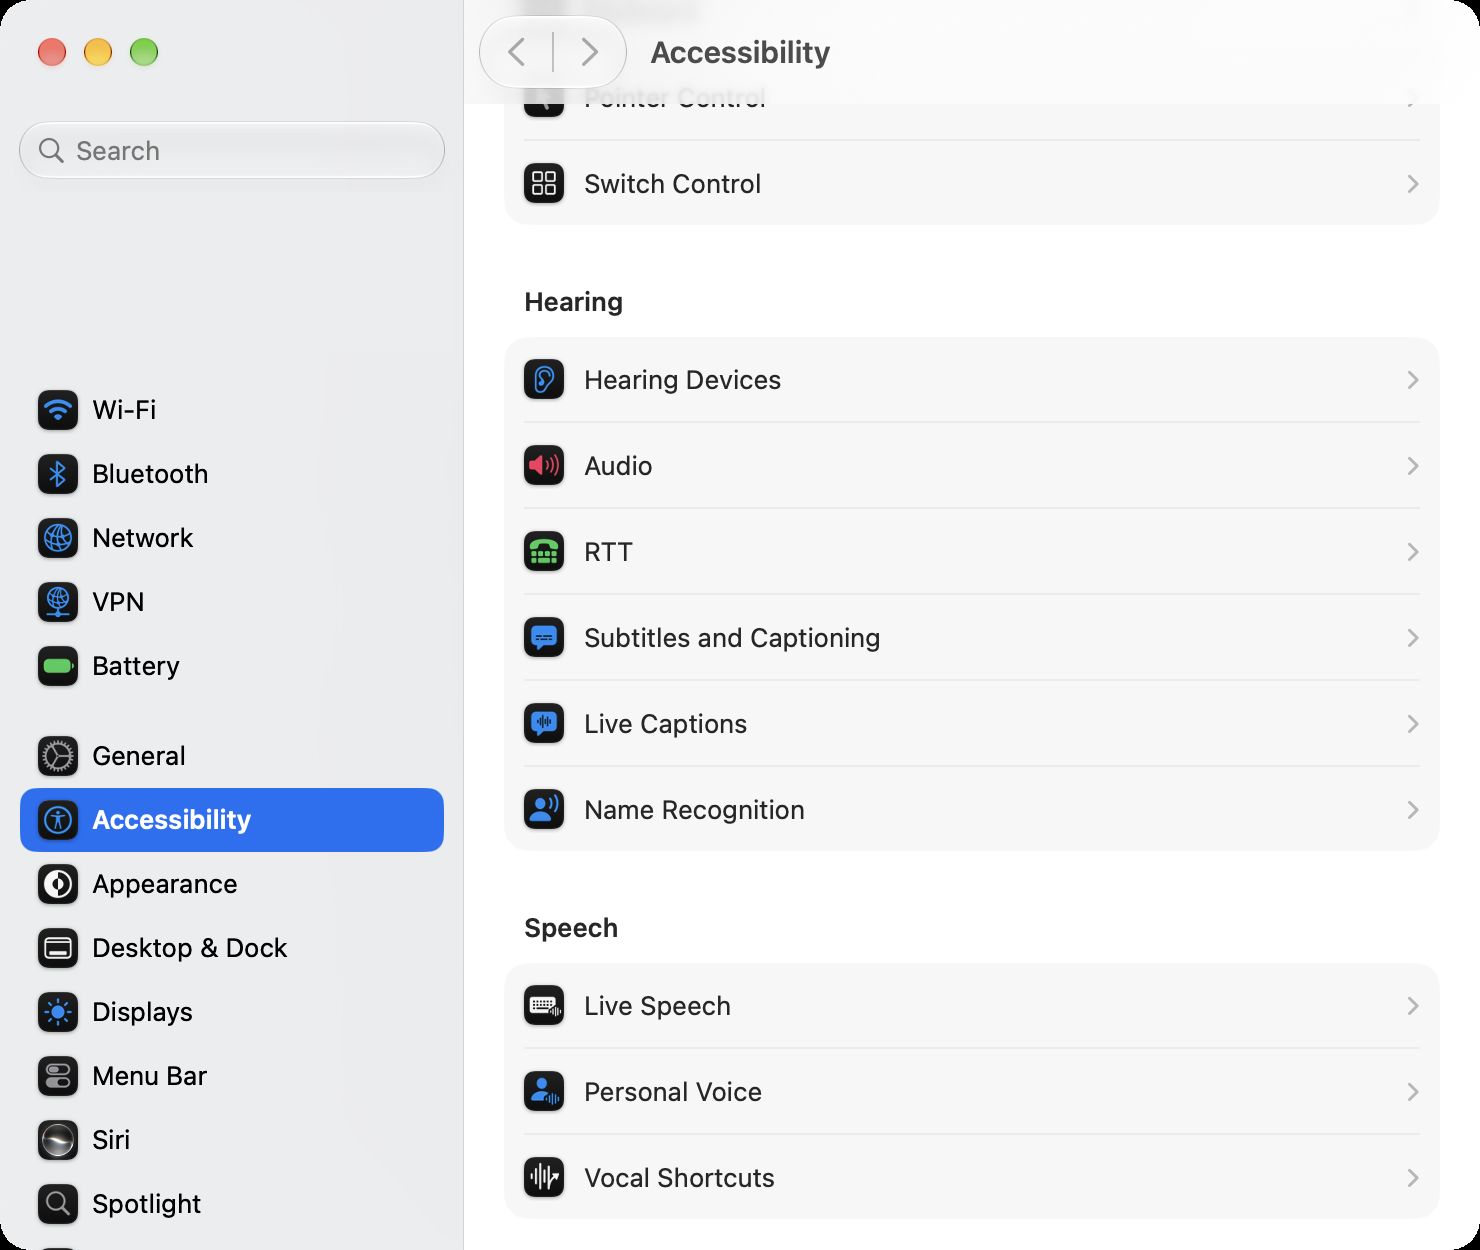 Search
Wi-Fi
Bluetooth
Network
VPN
Battery
General
Accessibility
Appearance
Desktop & Dock
Displays
Menu Bar
Siri
Spotlight
Accessibility
Pointer Control
Switch Control
Hearing
Hearing Devices
Audio
RTT
Subtitles and Captioning
Live Captions
Name Recognition
Speech
Live Speech
Personal Voice
Vocal Shortcuts